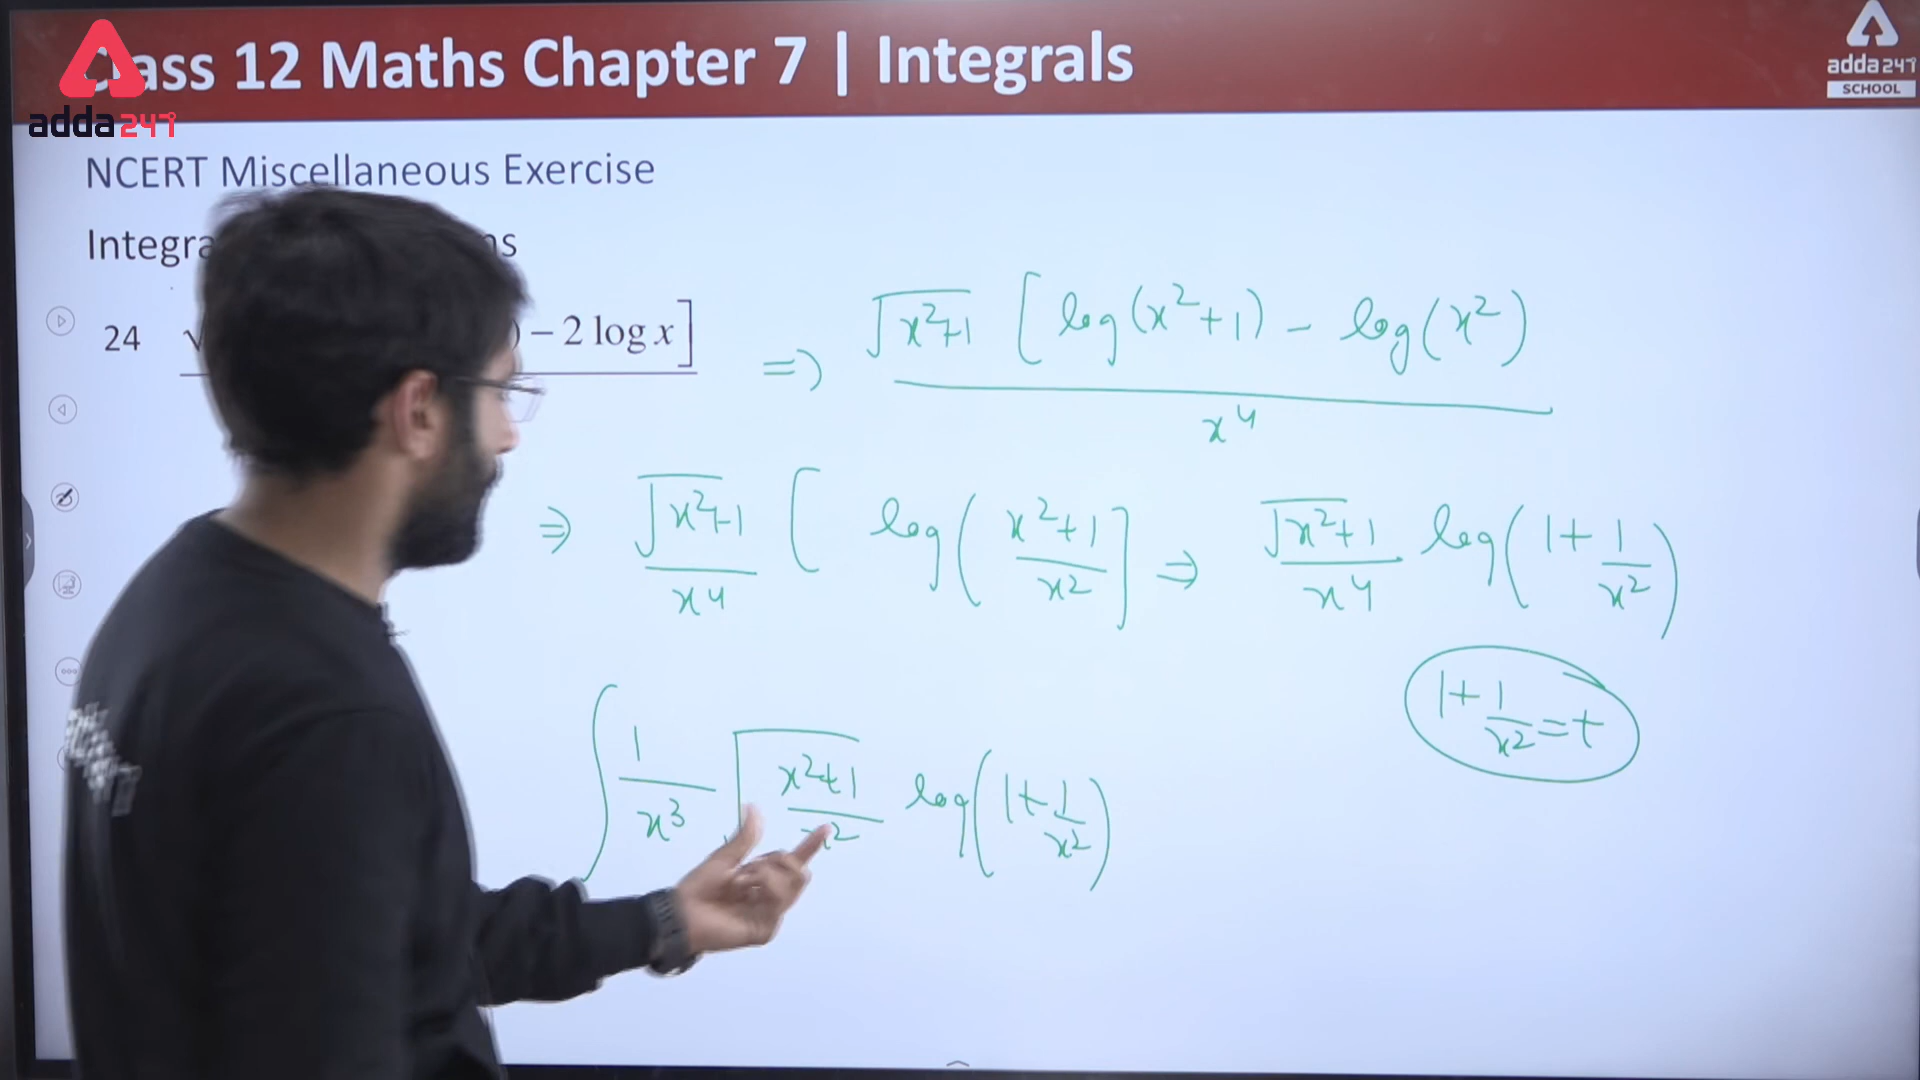 ass 12 Maths Chapter 7 | Integrals
adda247
adda247
SCHOOL
NCERT Miscellaneous Exercise
Integra
24 − 2 log x]
=> √x²+1 [log(x²+1) − log(x²)]
x⁴
⇒ √x²+1 / x⁴ [ log( x²+1 / x² ] ⇒ √x²+1 / x⁴ log( 1 + 1 / x² )
1 + 1 / x² = t
∫ 1 / x³ √ x²+1 / x² log( 1 + 1 / x² )